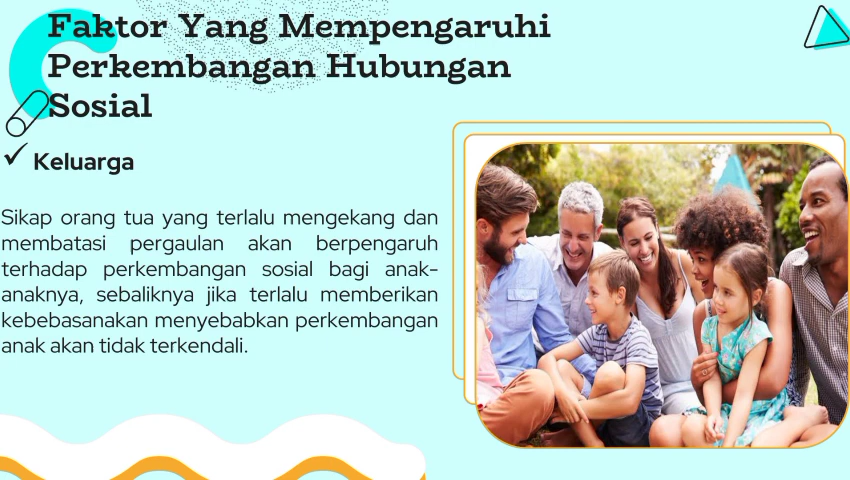 Faktor Yang Mempengaruhi
Perkembangan Hubungan
Sosial
Keluarga
Sikap orang tua yang terlalu mengekang dan
membatasi pergaulan akan berpengaruh
terhadap perkembangan sosial bagi anak-
anaknya, sebaliknya jika terlalu memberikan
kebebasanakan menyebabkan perkembangan
anak akan tidak terkendali.